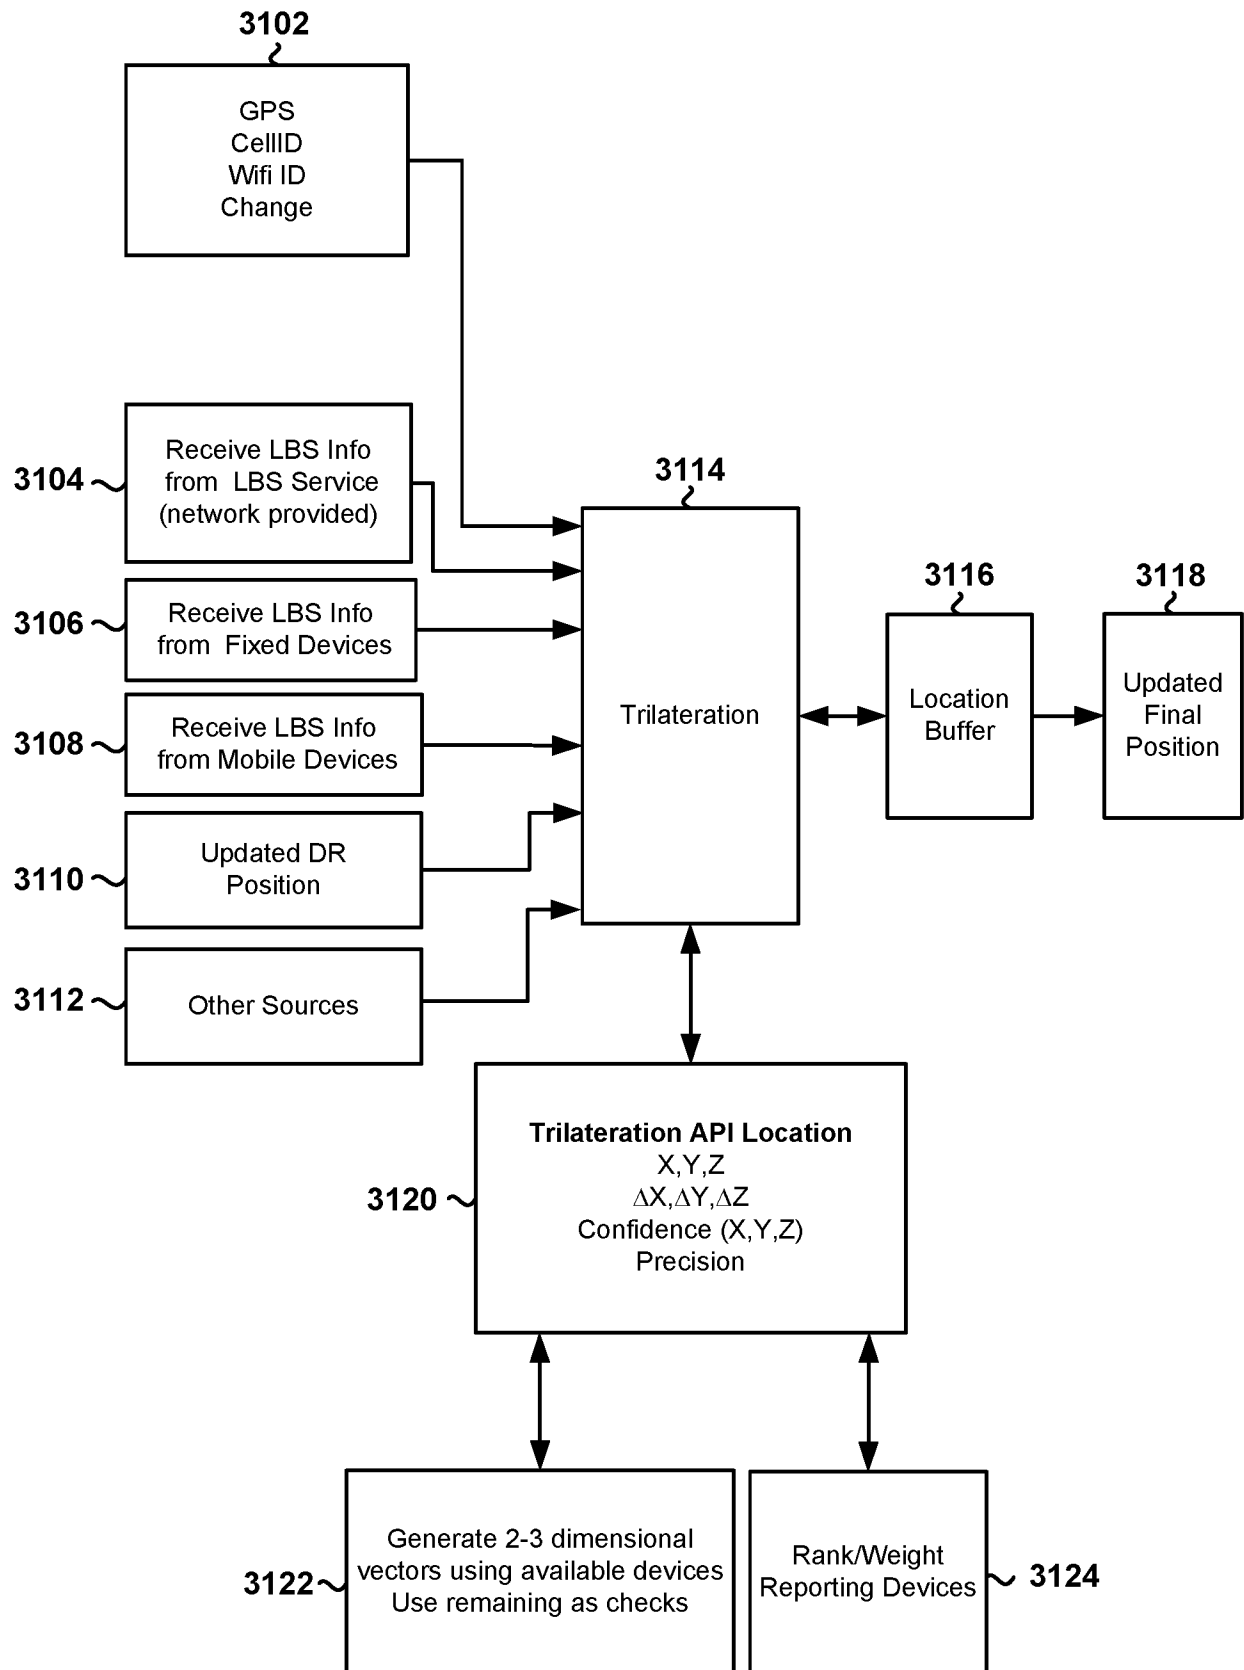 3102
GPS
CellID
Wifi ID
Change
3104
Receive LBS Info
from LBS Service
(network provided)
3106
Receive LBS Info
from Fixed Devices
3108
Receive LBS Info
from Mobile Devices
3110
Updated DR
Position
3112
Other Sources
3114
Trilateration
3116
Location
Buffer
3118
Updated
Final
Position
3120
Trilateration API Location
X,Y,Z
∆X,∆Y,∆Z
Confidence (X,Y,Z)
Precision
3122
Generate 2-3 dimensional
vectors using available devices
Use remaining as checks
Rank/Weight
Reporting Devices
3124